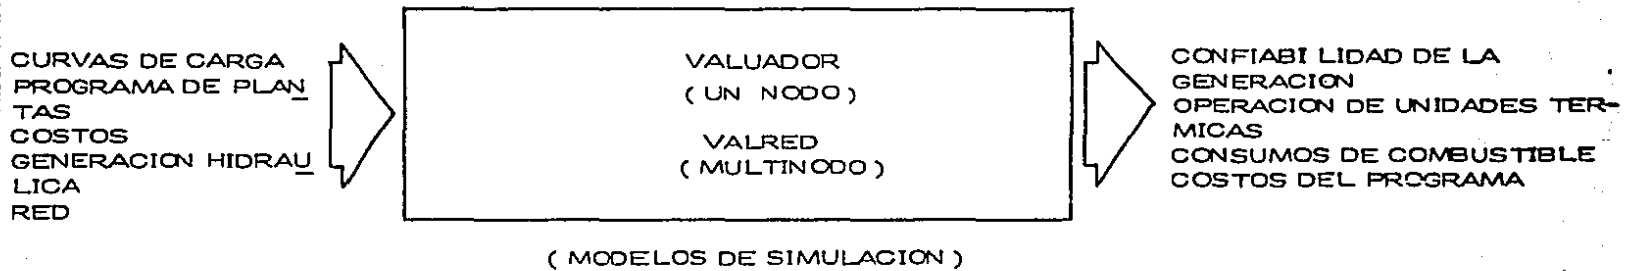 CURVAS DE CARGA
PROGRAMA DE PLAN
TAS
COSTOS
GENERACION HIDRAU
LICA
RED
VALUADOR
( UN NODO )
VALRED
( MULTINODO )
CONFIABI LIDAD DE LA
GENERACION
OPERACION DE UNIDADES TER-
MICAS
CONSUMOS DE COMBUSTIBLE
COSTOS DEL PROGRAMA
( MODELOS DE SIMULACION )